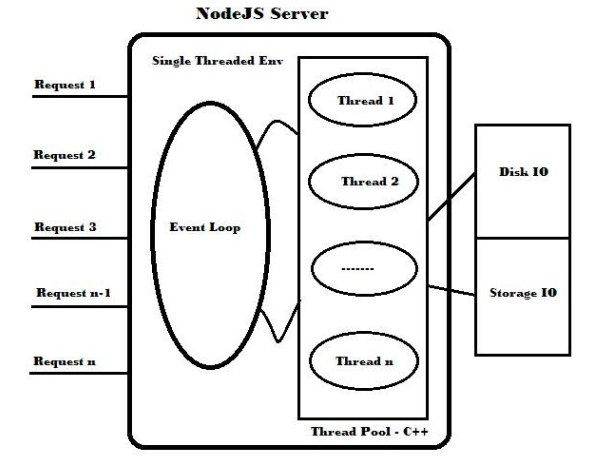 NodeJS Server
Single Threaded Env
Request 1
Request 2
Request 3
Request n-1
Request n
Event Loop
Thread 1
Thread 2
-------
Thread n
Thread Pool - C++
Disk IO
Storage IO